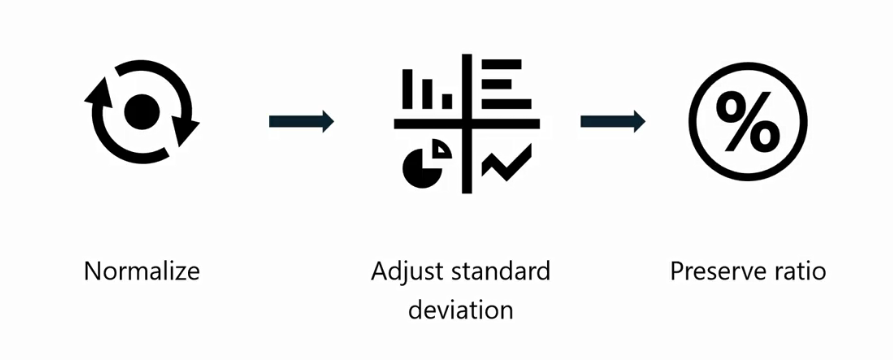 %
Normalize
Adjust standard
deviation
Preserve ratio